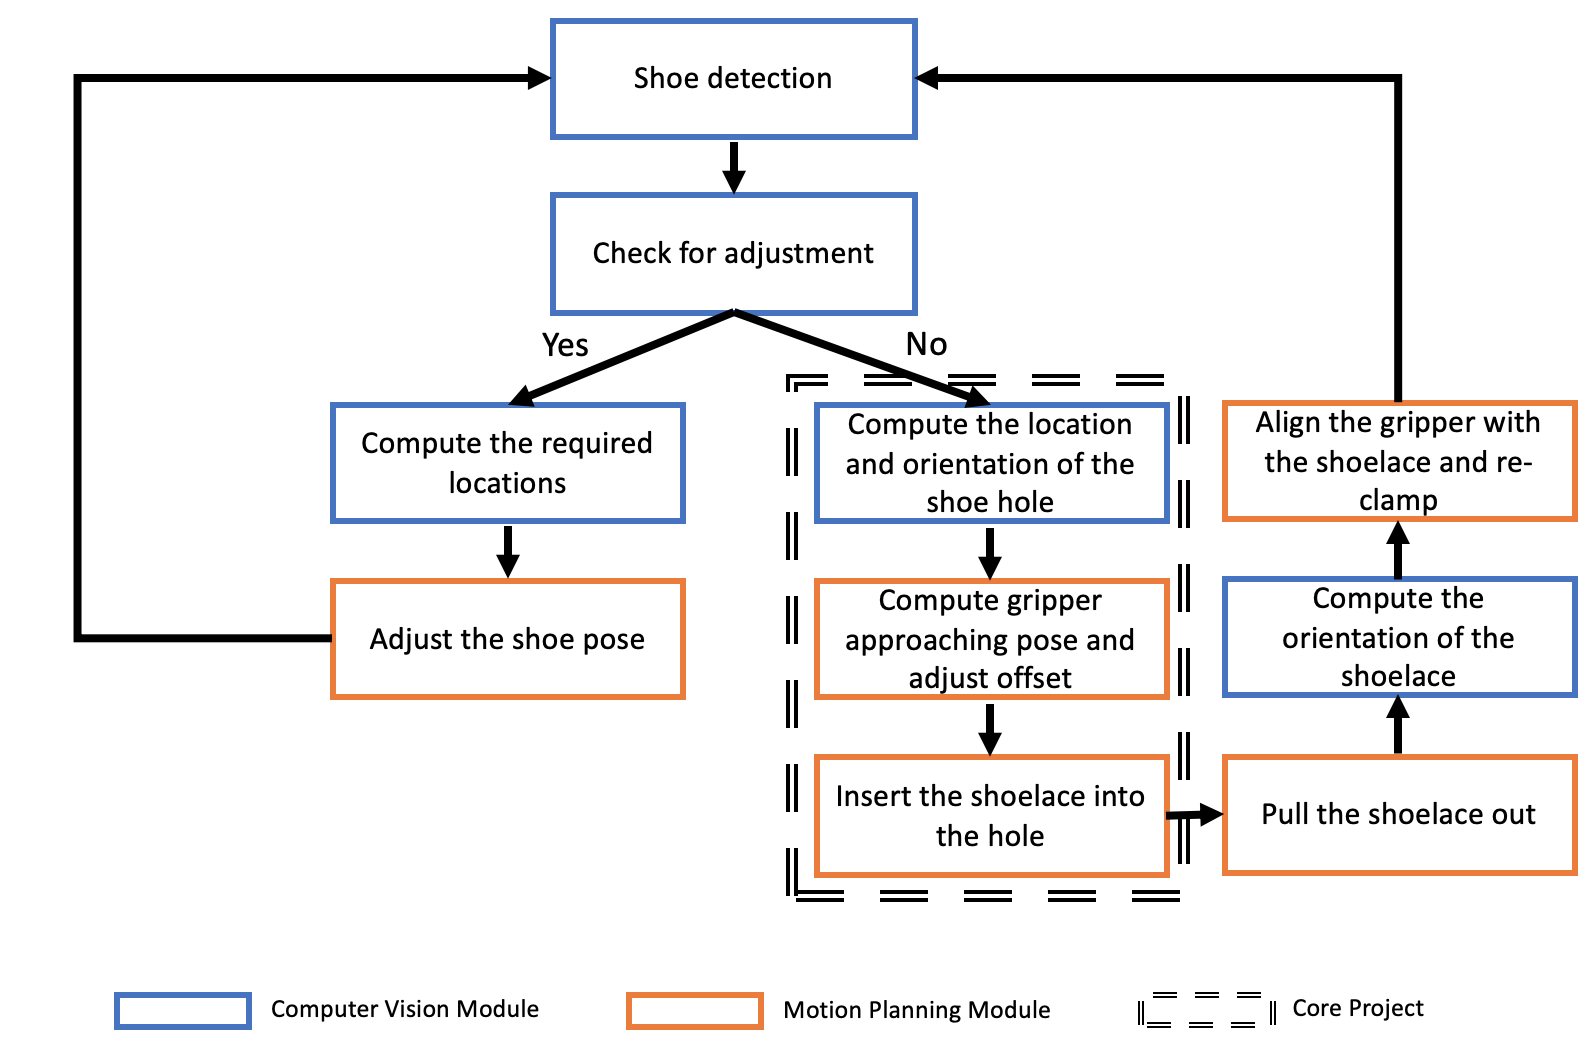 Shoe detection
Check for adjustment
Yes
No
Compute the required
locations
Adjust the shoe pose
Compute the location
and orientation of the
shoe hole
Compute gripper
approaching pose and
adjust offset
Insert the shoelace into
the hole
Align the gripper with
the shoelace and re-
clamp
Compute the
orientation of the
shoelace
Pull the shoelace out
Computer Vision Module
Motion Planning Module
Core Project